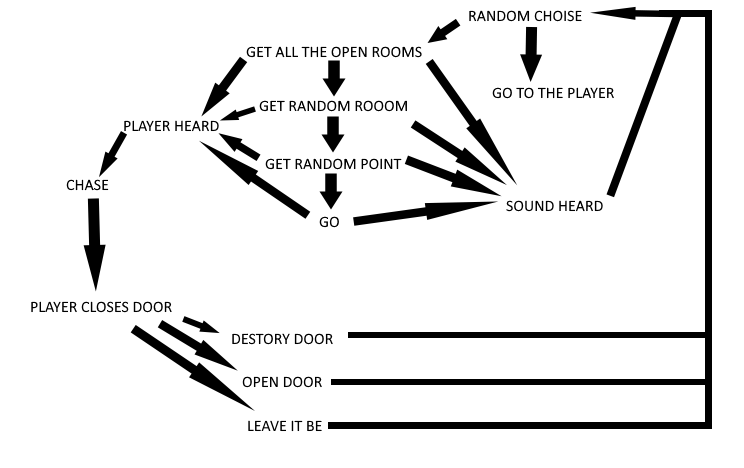 RANDOM CHOISE
GET ALL THE OPEN ROOMS
GO TO THE PLAYER
GET RANDOM ROOOM
PLAYER HEARD
GET RANDOM POINT
CHASE
SOUND HEARD
GO
PLAYER CLOSES DOOR
DESTORY DOOR
OPEN DOOR
LEAVE IT BE